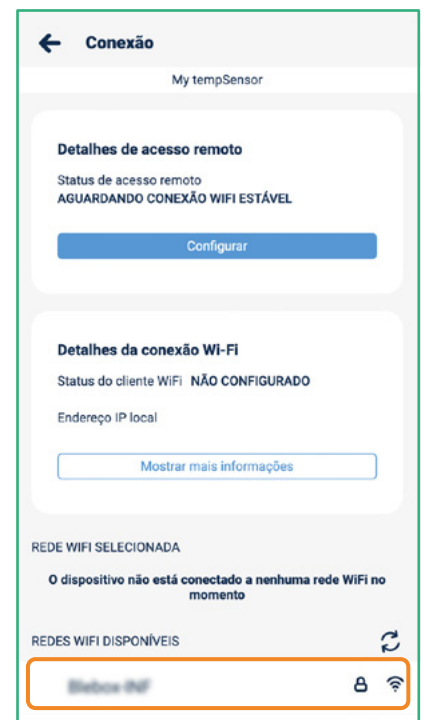 Conexão
My tempSensor
Detalhes de acesso remoto
Status de acesso remoto
AGUARDANDO CONEXÃO WIFI ESTÁVEL
Configurar
Detalhes da conexão Wi-Fi
Status do cliente WiFi NÃO CONFIGURADO
Endereço IP local
Mostrar mais informações
REDE WIFI SELECIONADA
O dispositivo não está conectado a nenhuma rede WiFi no
momento
REDES WIFI DISPONÍVEIS